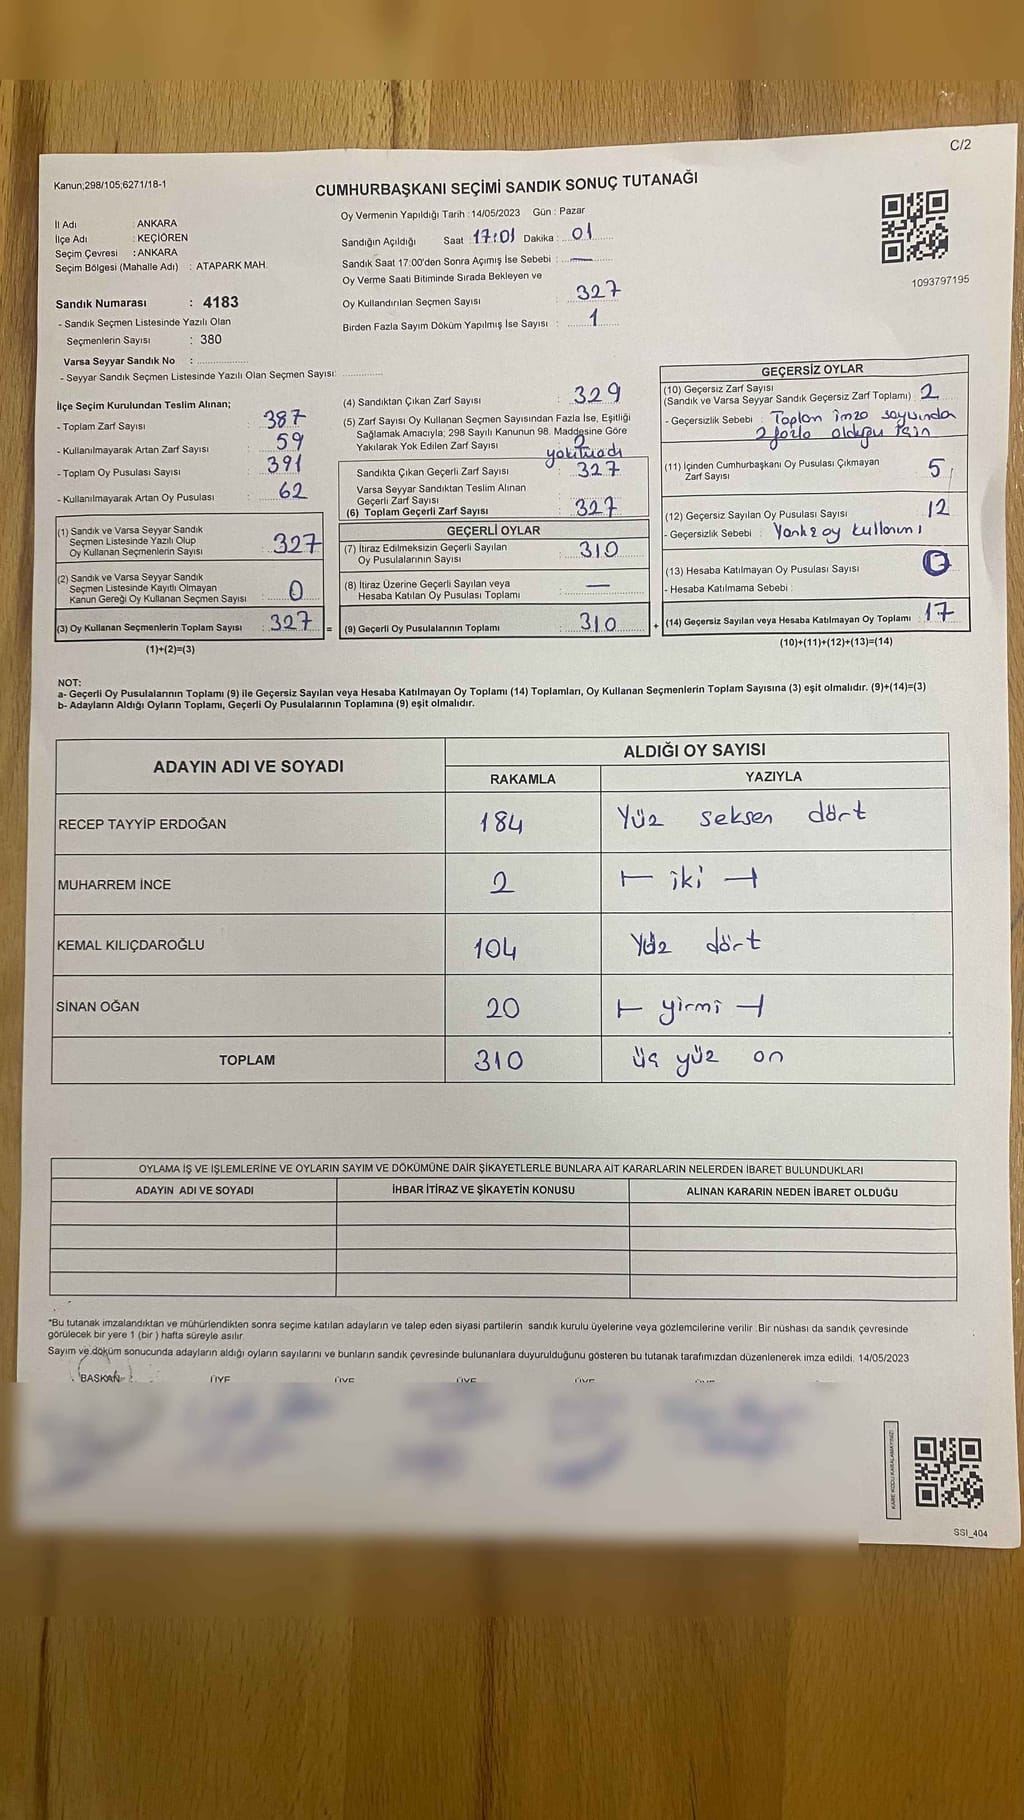 C/2
Kanun;298/105;6271/18-1
CUMHURBAŞKANI SEÇİMİ SANDIK SONUÇ TUTANAĞI
İl Adı : ANKARA
İlçe Adı : KEÇİÖREN
Seçim Çevresi : ANKARA
Seçim Bölgesi (Mahalle Adı) : ATAPARK MAH.
Sandık Numarası : 4183
- Sandık Seçmen Listesinde Yazılı Olan
Seçmenlerin Sayısı : 380
Varsa Seyyar Sandık No :
- Seyyar Sandık Seçmen Listesinde Yazılı Olan Seçmen Sayısı:
Oy Vermenin Yapıldığı Tarih : 14/05/2023 Gün : Pazar
Sandığın Açıldığı Saat 17:01 Dakika : 01
Sandık Saat 17:00'den Sonra Açımış İse Sebebi : —
Oy Verme Saati Bitiminde Sırada Bekleyen ve
Oy Kullandırılan Seçmen Sayısı : 327
Birden Fazla Sayım Döküm Yapılmış İse Sayısı : 1
1093797195
İlçe Seçim Kurulundan Teslim Alınan;
- Toplam Zarf Sayısı : 387
- Kullanılmayarak Artan Zarf Sayısı : 59
- Toplam Oy Pusulası Sayısı : 391
- Kullanılmayarak Artan Oy Pusulası : 62
(1) Sandık ve Varsa Seyyar Sandık
Seçmen Listesinde Yazılı Olup
Oy Kullanan Seçmenlerin Sayısı : 327
(2) Sandık ve Varsa Seyyar Sandık
Seçmen Listesinde Kayıtlı Olmayan
Kanun Gereği Oy Kullanan Seçmen Sayısı : 0
(3) Oy Kullanan Seçmenlerin Toplam Sayısı : 327 =
(1)+(2)=(3)
(4) Sandıktan Çıkan Zarf Sayısı : 329
(5) Zarf Sayısı Oy Kullanan Seçmen Sayısından Fazla İse, Eşitliği
Sağlamak Amacıyla; 298 Sayılı Kanunun 98. Maddesine Göre
Yakılarak Yok Edilen Zarf Sayısı : 2
Sandıkta Çıkan Geçerli Zarf Sayısı : 327
Varsa Seyyar Sandıktan Teslim Alınan
Geçerli Zarf Sayısı :
(6) Toplam Geçerli Zarf Sayısı : 327
GEÇERLİ OYLAR
(7) İtiraz Edilmeksizin Geçerli Sayılan
Oy Pusulalarının Sayısı : 310
(8) İtiraz Üzerine Geçerli Sayılan veya
Hesaba Katılan Oy Pusulası Toplamı : —
(9) Geçerli Oy Pusulalarının Toplamı : 310 +
GEÇERSİZ OYLAR
(10) Geçersiz Zarf Sayısı
(Sandık ve Varsa Seyyar Sandık Geçersiz Zarf Toplamı) : 2
- Geçersizlik Sebebi : Toplam imza sayısında
2 fazla olduğu için
(11) İçinden Cumhurbaşkanı Oy Pusulası Çıkmayan
Zarf Sayısı : 5
(12) Geçersiz Sayılan Oy Pusulası Sayısı : 12
- Geçersizlik Sebebi : Yanlış oy kullanımı
(13) Hesaba Katılmayan Oy Pusulası Sayısı : 0
- Hesaba Katılmama Sebebi :
(14) Geçersiz Sayılan veya Hesaba Katılmayan Oy Toplamı : 17
(10)+(11)+(12)+(13)=(14)
NOT:
a- Geçerli Oy Pusulalarının Toplamı (9) ile Geçersiz Sayılan veya Hesaba Katılmayan Oy Toplamı (14) Toplamları, Oy Kullanan Seçmenlerin Toplam Sayısına (3) eşit olmalıdır. (9)+(14)=(3)
b- Adayların Aldığı Oyların Toplamı, Geçerli Oy Pusulalarının Toplamına (9) eşit olmalıdır.
ADAYIN ADI VE SOYADI ALDIĞI OY SAYISI
RAKAMLA YAZIYLA
RECEP TAYYİP ERDOĞAN 184 Yüz seksen dört
MUHARREM İNCE 2 iki
KEMAL KILIÇDAROĞLU 104 Yüz dört
SİNAN OĞAN 20 yirmi
TOPLAM 310 üç yüz on
OYLAMA İŞ VE İŞLEMLERİNE VE OYLARIN SAYIM VE DÖKÜMÜNE DAİR ŞİKAYETLERLE BUNLARA AİT KARARLARIN NELERDEN İBARET BULUNDUKLARI
ADAYIN ADI VE SOYADI İHBAR İTİRAZ VE ŞİKAYETİN KONUSU ALINAN KARARIN NEDEN İBARET OLDUĞU
*Bu tutanak imzalandıktan ve mühürlendikten sonra seçime katılan adayların ve talep eden siyasi partilerin sandık kurulu üyelerine veya gözlemcilerine verilir. Bir nüshası da sandık çevresinde
görülecek bir yere 1 (bir ) hafta süreyle asılır.
Sayım ve döküm sonucunda adayların aldığı oyların sayılarını ve bunların sandık çevresinde bulunanlara duyurulduğunu gösteren bu tutanak tarafımızdan düzenlenerek imza edildi. 14/05/2023
BAŞKAN ÜYE ÜYE ÜYE ÜYE
SSI_404